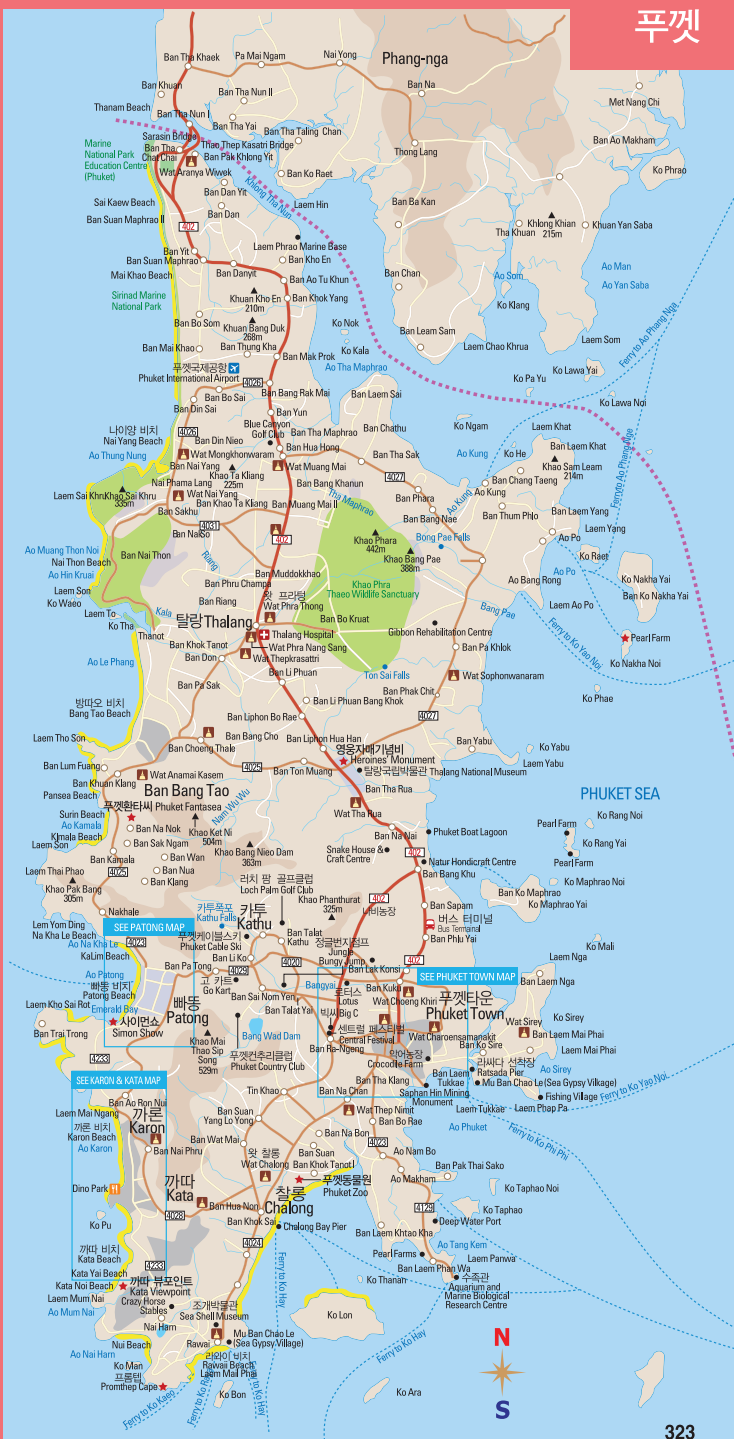 푸껫
Phang-nga
Ban Tha Khaek
Pa Mai Ngam
Nai Yong
Ban Khuan
Ban Na
Ban Tha Nun II
Met Nang Chi
Thanam Beach
Ban Tha Nun I
Ban Tha Yai
Ban Tha Taling Chan
Sarasin Bridge
Marine
National Park
Education Centre
(Phuket)
Ban Tha
Chat Chai
Thao Thep Kasatri Bridge
Ban Pak Khlong Yit
Ban Ao Makham
Thong Lang
Wat Aranya Wiwek
Ban Ko Raet
Ko Phrao
Ban Dan Yit
Khlong Tha Nun
Sai Kaew Beach
Ban Dan
Laem Hin
Ban Ba Kan
Ban Suan Maphrao II
402
Khlong Khian
215m
Tha Khuan
Khuan Yan Saba
Laem Phrao Marine Base
Ban Yit
Ban Suan Maphrao
Ban Kho En
Mai Khao Beach
Ban Danyit
Ban Ao Tu Khun
Ban Chan
Ao Som
Ao Man
Ao Yan Saba
Sirinad Marine
National Park
Khuan Kho En
210m
Ban Khok Yang
Ko Klang
Ferry to Ao Phang Nga
Ban Bo Som
Khuan Bang Duk
268m
Ko Nok
Ban Leam Sam
Ban Mai Khao
Ban Thung Kha
Ko Kala
Laem Chao Khrua
Laem Som
Ban Mak Prok
Ao Tha Maphrao
푸껫국제공항
Phuket International Airport
4026
Ko Pa Yu
Ko Lawa Yai
Ban Bo Sai
Ban Bang Rak Mai
Ban Laem Sai
Ko Lawa Noi
Ban Din Sai
Ban Yun
나이양 비치
Nai Yang Beach
4026
Blue Canyon
Golf Club
Ban Tha Maphrao
Ban Chathu
Ko Ngam
Laem Khat
Ao Thung Nung
Ban Din Nieo
Ban Hua Hong
Ban Tha Sak
Ao Kung
Ko He
Ban Laem Khat
Wat Mongkhonwaram
Ban Nai Yang
Wat Muang Mai
Khao Sam Leam
214m
Nai Phama Lang
Ko Ta Kliang
225m
Ban Bang Khanun
4027
Ban Chang Taeng
Laem Sai Khru
Khao Sai Khru
335m
Wat Nai Yang
Ban Khao Ta Kliang
Ban Muang Mai II
Tha Maphrao
Ban Phara
Ao Kung
Ao Kung
Ban Sakhu
Ban Bang Nae
Ban Thum Phlo
Ban Laem Yang
4031
402
Khao Phara
442m
Bong Pae Falls
Laem Yang
Ao Po
Ao Muang Thon Noi
Ban Nai Thon
Khao Bang Pae
388m
Ko Raet
Nai Thon Beach
Riang
Ban Muddokkhao
Ao Hin Kruai
Ban Phru Champa
Khao Phra
Thaeo Wildlife Sanctuary
Ao Bang Rong
Ao Po
Ko Nakha Yai
Laem Son
왓 프라텅
Wat Phra Thong
Ban Ko Nakha Yai
Ko Waeo
Ban Riang
Bang Pae
Laem Ao Po
Laem To
Kala
탈랑Thalang
Ban Bo Kruat
Ko Tha
Thalang Hospital
Gibbon Rehabilitation Centre
Ferry to Ko Yao Noi
Pearl Farm
Thanot
Ban Khok Tanot
Wat Phra Nang Sang
Ban Pa Khlok
Ao Le Phang
Ban Don
Wat Thepkrasattri
Ko Nakha Noi
Ban Li Phuan
Ton Sai Falls
Wat Sophonwanaram
Ban Pa Sak
Ban Phak Chit
Ko Phae
방따오 비치
Bang Tao Beach
Ban Li Phuan Bang Khok
Ban Liphon Bo Rae
4027
Laem Tho Son
Ban Bang Cho
Ban Liphon Hua Han
Ban Choeng Thale
영웅자매기념비
Heroines' Monument
Ban Yabu
Ko Yabu
Ban Lum Fuang
4025
Ban Ton Muang
탈랑국립박물관 Thalang National Museum
Laem Yabu
Ban Khuan Klang
Wat Anamai Kasem
Pansea Beach
Ban Bang Tao
Ban Tha Rua
PHUKET SEA
푸껫환타씨 Phuket Fantasea
Nam Wu Wu
Wat Tha Rua
Surin Beach
Ko Rang Noi
Ao Kamala
Ban Na Nok
Khao Ket Ni
504m
Ban Na Nai
Phuket Boat Lagoon
Pearl Farm
Kamala Beach
Laem Son
Ban Sak Ngam
Khao Bang Nieo Dam
363m
Snake House &
Craft Centre
402
Ko Rang Yai
Ban Kamala
Ban Wan
Natur Handicraft Centre
Pearl Farm
Laem Thai Phao
4025
Ban Nua
Ban Bang Khu
Khao Pak Bang
305m
Ban Klang
러치 팜 골프클럽
Loch Palm Golf Club
Khao Phanthurat
325m
402
나비농장
Ko Maphrao Noi
Ban Ko Maphrao
Ko Maphrao Yai
Nakhale
카투폭포
Kathu Falls
카투
Kathu
Ban Sapam
Lem Yom Ding
Na Kha Le Beach
SEE PATONG MAP
버스 터미널
Bus Terminal
Ao Na Kha Le
4023
푸껫케이블스키
Phuket Cable Ski
Ban Talat
Kathu
정글번지점프
Jungle
Bungy Jump
Ban Phlu Yai
Ko Mali
KaLim Beach
Ban Li Ko
4020
402
Laem Nga
Ao Patong
Ban Pa Tong
4029
Ban Lak Konsi
SEE PHUKET TOWN MAP
빠똥 비치
Patong Beach
고 카트
Go Kart
Bangyai
로터스
Lotus
Ban Kuku
Ban Laem Nga
Laem Kho Sai Rot
Emerald Bay
빠똥
Patong
Ban Sai Nom Yen
Wat Choeng Khiri
푸껫타운
Phuket Town
Ban Talat Yai
빅씨 Big C
Ko Sirey
사이먼쇼
Simon Show
센트럴 페스티벌
Central Festival
Wat Charoensamanakit
Wat Sirey
Ban Trai Trong
Khao Mai
Thao Sip
Song
529m
Bang Wad Dam
Ban Laem Mai Phai
4233
푸껫컨추리클럽
Phuket Country Club
Ban Ra-Ngeng
악어농장
Crocodile Farm
Ban Ko Sire
Laem Mai Phai
SEE KARON & KATA MAP
Ban Tha Klang
Ban Laem
Tukkae
라싸다 선착장
Ratsada Pier
Ao Sirey
Ban Ao Ron Nui
Tin Khao
Ban Na Chan
Saphan Hin Mining
Monument
Mu Ban Chao Le (Sea Gypsy Vilkage)
Ferry to Ko Yao Noi
Laem Mai Ngang
까론
Karon
Ban Suan
Yang Lo Yong
Wat Thep Nimit
Fishing Village
까론 비치
Karon Beach
Ban Bo Rae
Laem Tukkae
Laem Phap Pa
Ao Karon
Ban Wat Mai
Ban Na Bon
4023
Ao Phuket
Ferry to Ko Phi Phi
Ban Nai Phru
왓 찰롱
Wat Chalong
Ban Suan
Ban Khok Tanot I
Ao Nam Bo
Dino Park
까따
Kata
푸껫동물원
Phuket Zoo
Ban Pak Thai Sako
Ao Makham
Ko Taphao Noi
Ban Hua Non
찰롱
Chalong
4129
Ko Pu
4028
Ban Khok Sai
Chalong Bay Pier
Deep Water Port
Ko Taphao
까따 비치
Kata Beach
4024
Ban Laem Khtao Kha
Ao Tang Kem
Kata Yai Beach
4233
Pearl Farms
Laem Panwa
Kata Noi Beach
까따 뷰포인트
Kata Viewpoint
Ferry to Ko Hay
Ban Laem Phan Wa
Laem Mum Nai
Crazy Horse
Stables
Ko Thanan
수족관
Aquarium and
Marine Biological
Research Centre
Ao Mum Nai
조개박물관
Sea Shell Museum
Nai Harn
Ko Lon
Nui Beach
Rawai
Mu Ban Chao Le
(Sea Gypsy Village)
N
Ao Nai Harn
라와이 비치
Rawai Beach
Laem Mail Phai
Ferry to Ko Hay
Ko Man
프롬텝
Promthep Cape
Ko Bon
Ko Ara
Ferry to Ko Kaeo
Ferry to Ko Hay
S
323